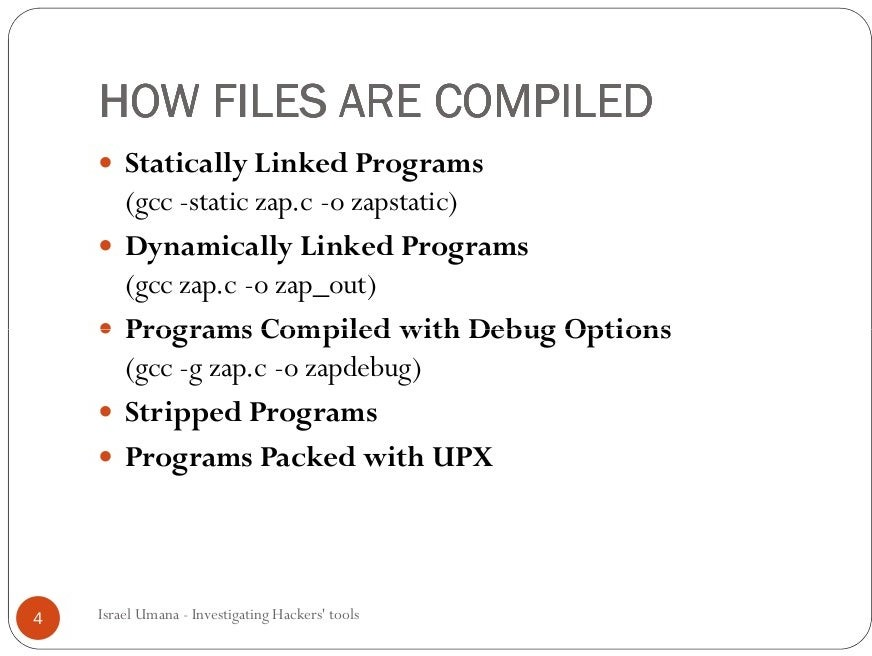 HOW FILES ARE COMPILED
• Statically Linked Programs
(gcc -static zap.c -o zapstatic)
• Dynamically Linked Programs
(gcc zap.c -o zap_out)
• Programs Compiled with Debug Options
(gcc -g zap.c -o zapdebug)
• Stripped Programs
• Programs Packed with UPX
4 Israel Umana - Investigating Hackers' tools